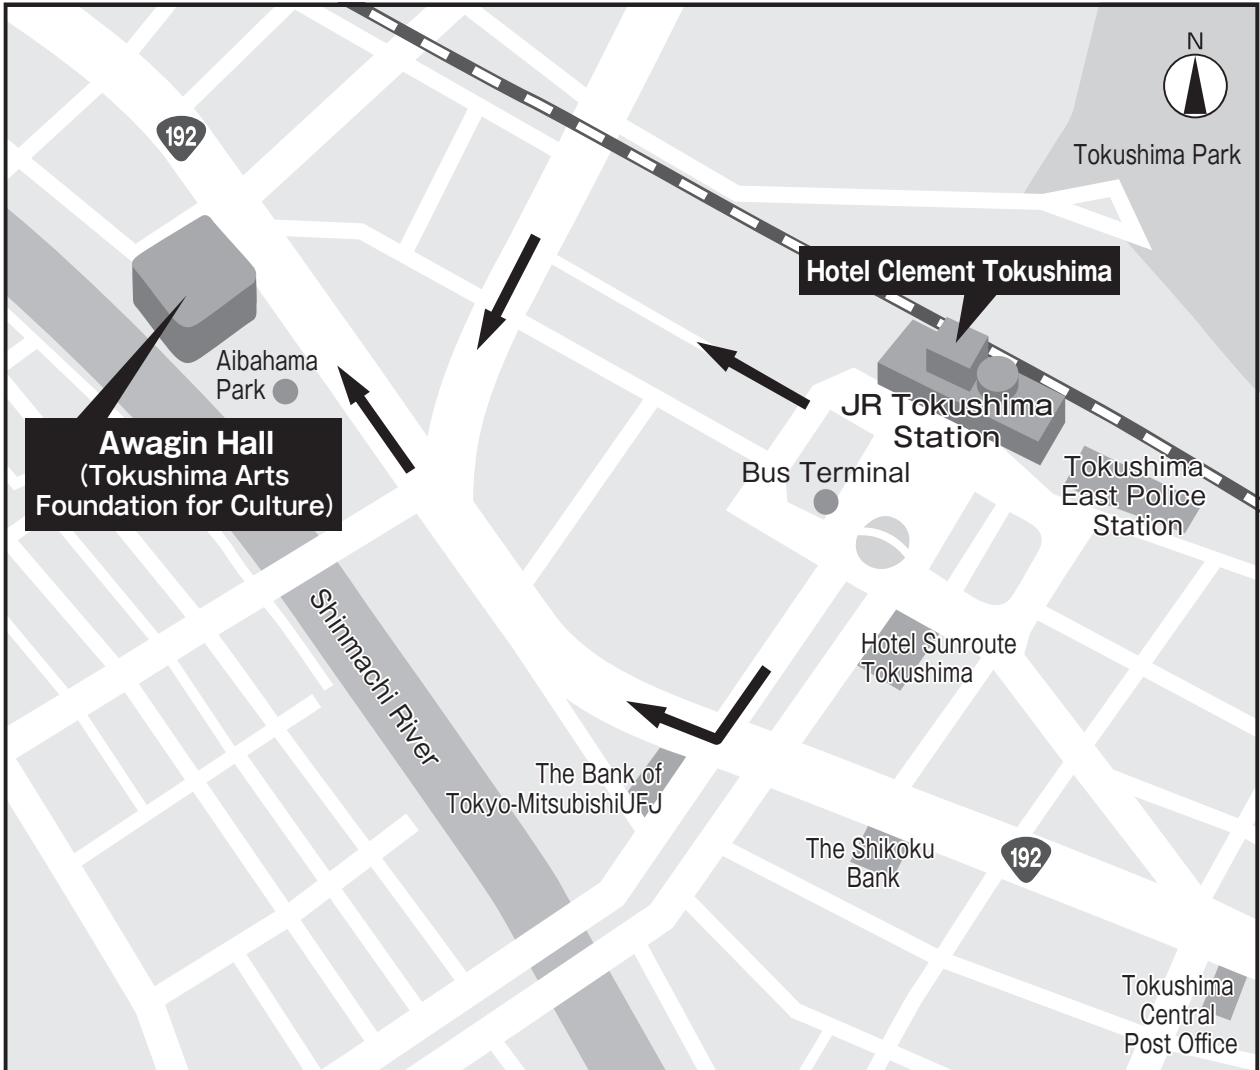 N
Tokushima Park
192
Hotel Clement Tokushima
Aibahama
Park
JR Tokushima
Station
Awagin Hall
(Tokushima Arts
Foundation for Culture)
Bus Terminal
Tokushima
East Police
Station
Shinmachi River
Hotel Sunroute
Tokushima
The Bank of
Tokyo-MitsubishiUFJ
The Shikoku
Bank
192
Tokushima
Central
Post Office